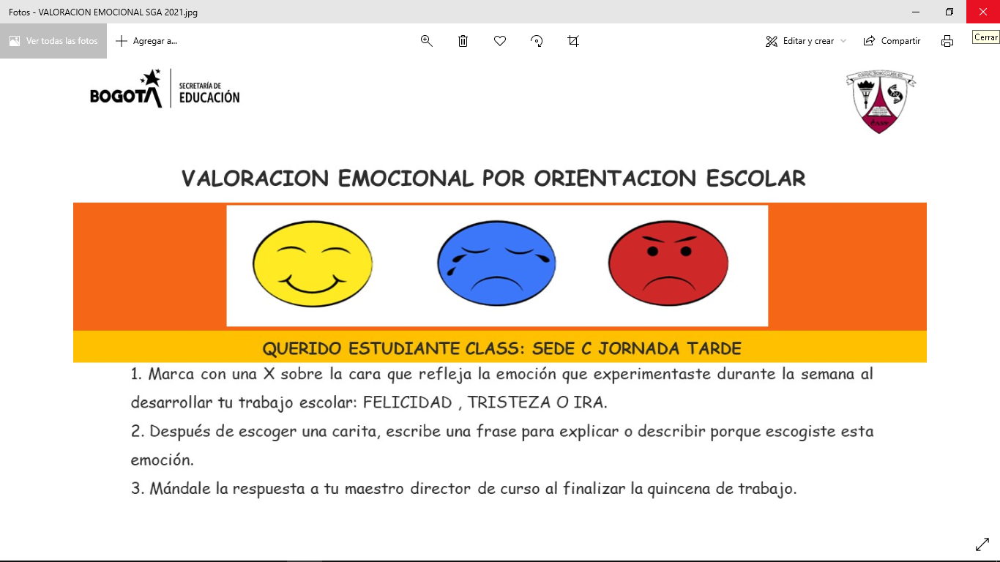 Fotos - VALORACION EMOCIONAL SGA 2021.jpg
Ver todas las fotos
Agregar a...
Editar y crear
Compartir
Cerrar
BOGOTÁ
SECRETARÍA DE
EDUCACIÓN
VALORACION EMOCIONAL POR ORIENTACION ESCOLAR
QUERIDO ESTUDIANTE CLASS: SEDE C JORNADA TARDE
1. Marca con una X sobre la cara que refleja la emoción que experimentaste durante la semana al
desarrollar tu trabajo escolar: FELICIDAD , TRISTEZA O IRA.
2. Después de escoger una carita, escribe una frase para explicar o describir porque escogiste esta
emoción.
3. Mándale la respuesta a tu maestro director de curso al finalizar la quincena de trabajo.